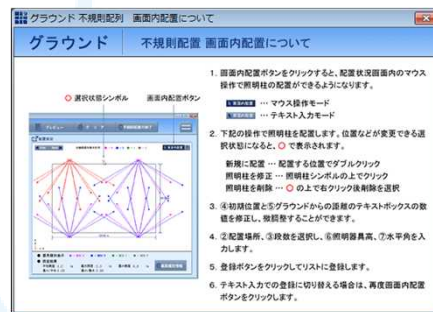 グラウンド 不規則配列 画面内配置について
グラウンド
不規則配置 画面内配置について
○ 選択状態シンボル
画面内配置ボタン
1. 画面内配置ボタンをクリックすると、配置状況画面内のマウス
操作で照明柱の配置ができるようになります。
… マウス操作モード
… テキスト入力モード
2. 下記の操作で照明柱を配置します。位置などが変更できる選
択状態になると、○ で表示されます。
新規に配置 … 配置する位置でダブルクリック
照明柱を修正 … 照明柱シンボルの上でクリック
照明柱を削除 … ○ の上で右クリック後削除を選択
3. ④初期位置と⑤グラウンドからの距離のテキストボックスの数
値を修正し、微調整することができます。
4. ②配置場所、③段数を選択し、⑥照明器具高、⑦水平角を入
力します。
5. 登録ボタンをクリックしてリストに登録します。
6. テキスト入力での登録に切り替える場合は、再度画面内配置
ボタンをクリックします。